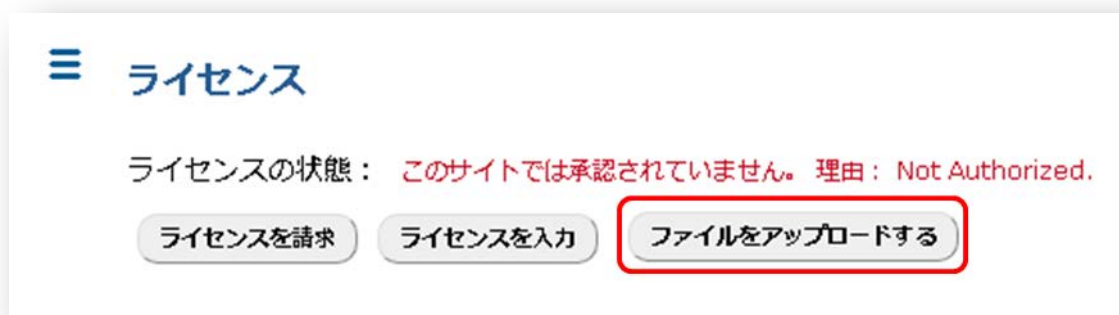 ライセンス
ライセンスの状態： このサイトでは承認されていません。 理由： Not Authorized.
ライセンスを請求 ライセンスを入力 ファイルをアップロードする